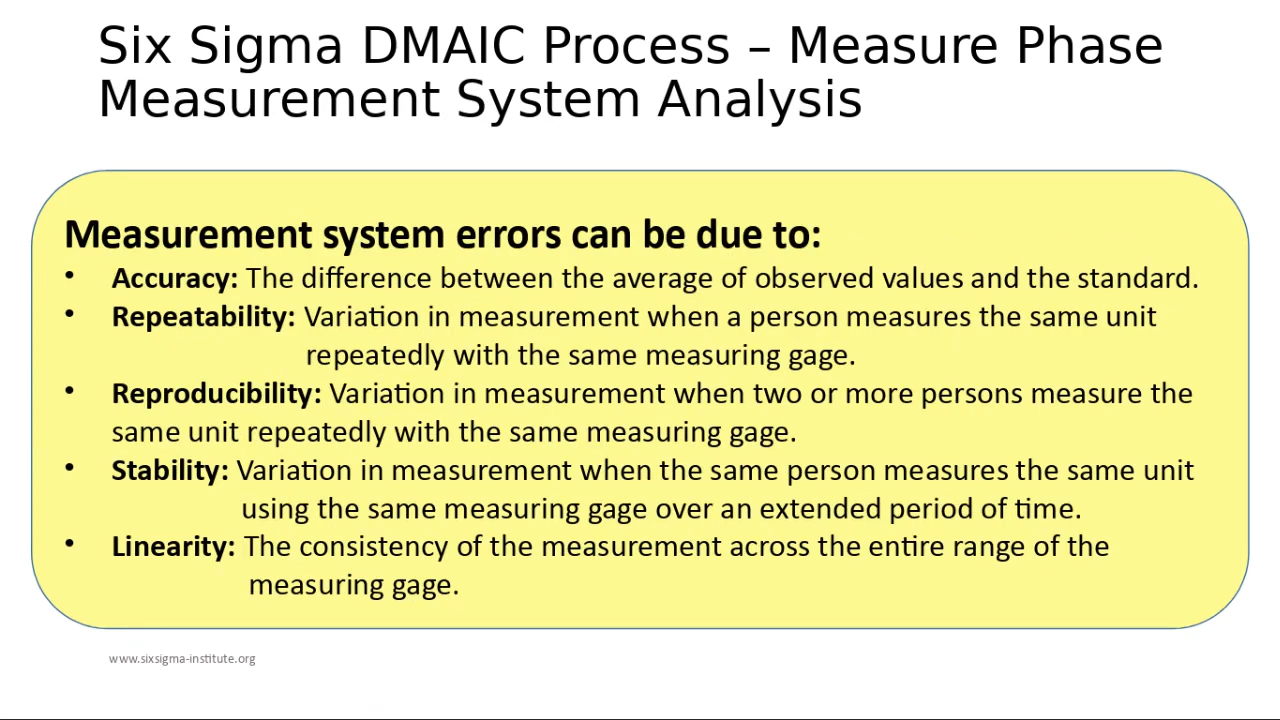 Six Sigma DMAIC Process – Measure Phase
Measurement System Analysis
Measurement system errors can be due to:
• Accuracy: The difference between the average of observed values and the standard.
• Repeatability: Variation in measurement when a person measures the same unit
repeatedly with the same measuring gage.
• Reproducibility: Variation in measurement when two or more persons measure the
same unit repeatedly with the same measuring gage.
• Stability: Variation in measurement when the same person measures the same unit
using the same measuring gage over an extended period of time.
• Linearity: The consistency of the measurement across the entire range of the
measuring gage.
www.sixsigma-institute.org